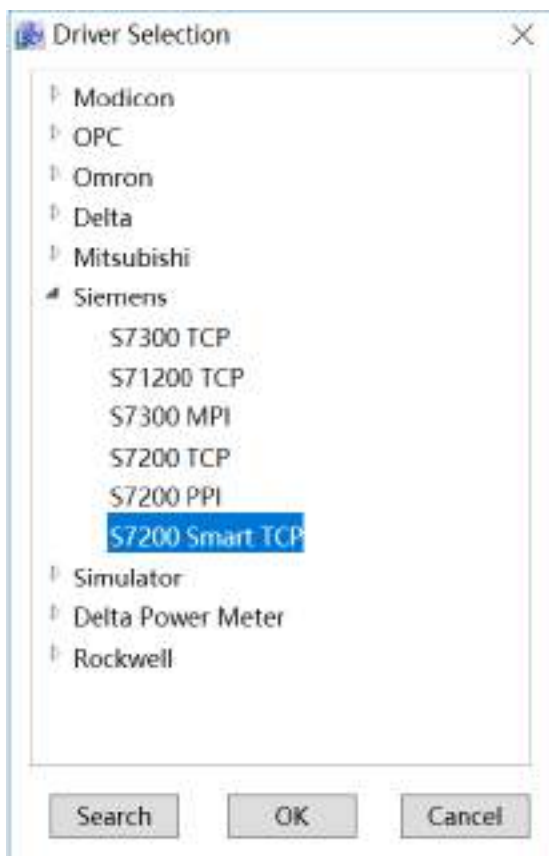 Driver Selection
Modicon
OPC
Omron
Delta
Mitsubishi
Siemens
S7300 TCP
S71200 TCP
S7300 MPI
S7200 TCP
S7200 PPI
S7200 Smart TCP
Simulator
Delta Power Meter
Rockwell
Search OK Cancel